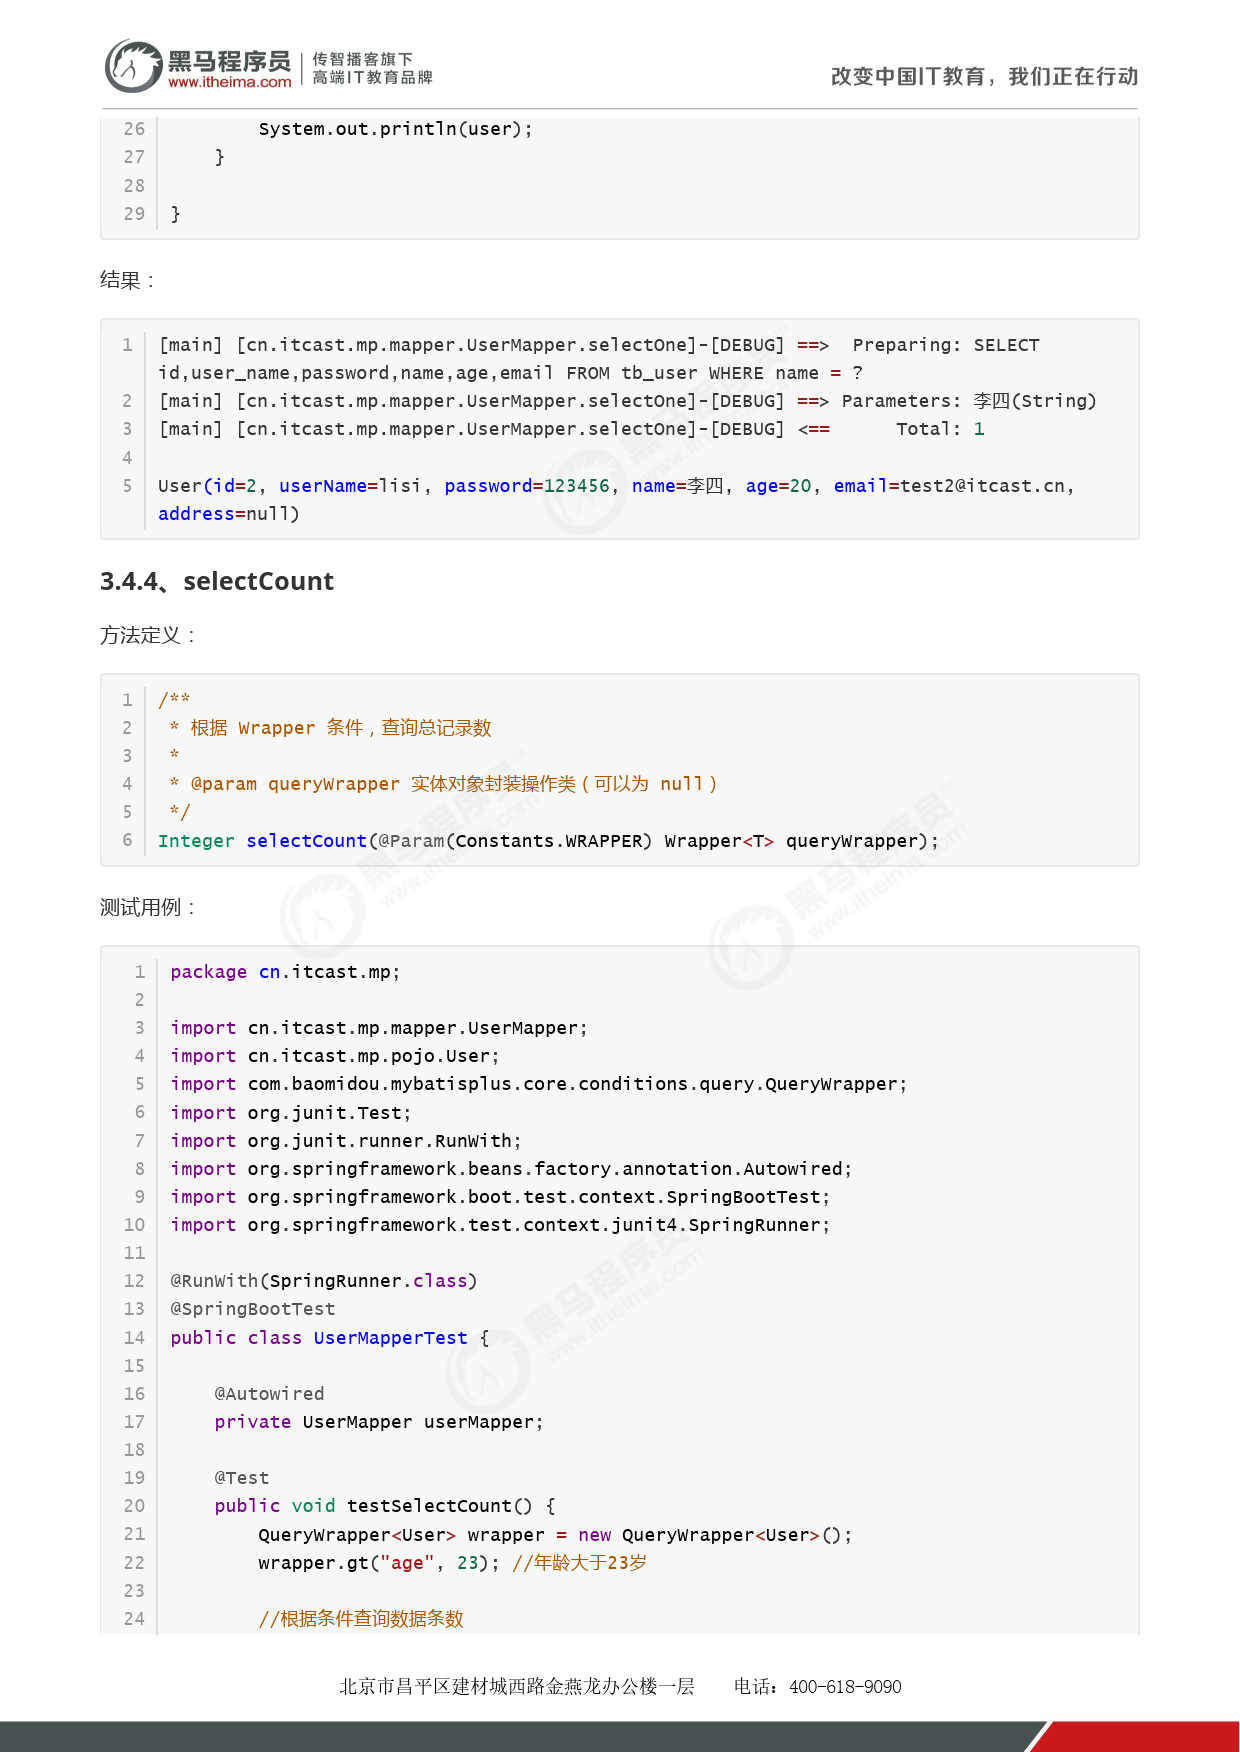 黑马程序员
www.itheima.com
传智播客旗下
高端IT教育品牌
改变中国IT教育，我们正在行动
26 System.out.println(user);
27 }
28
29 }
结果：
1 [main] [cn.itcast.mp.mapper.UserMapper.selectOne]-[DEBUG] ==>  Preparing: SELECT
id,user_name,password,name,age,email FROM tb_user WHERE name = ?
2 [main] [cn.itcast.mp.mapper.UserMapper.selectOne]-[DEBUG] ==> Parameters: 李四(String)
3 [main] [cn.itcast.mp.mapper.UserMapper.selectOne]-[DEBUG] <==      Total: 1
4
5 User(id=2, userName=lisi, password=123456, name=李四, age=20, email=test2@itcast.cn,
address=null)
3.4.4、selectCount
方法定义：
1 /**
2  * 根据 Wrapper 条件，查询总记录数
3  *
4  * @param queryWrapper 实体对象封装操作类（可以为 null）
5  */
6 Integer selectCount(@Param(Constants.WRAPPER) Wrapper<T> queryWrapper);
测试用例：
1 package cn.itcast.mp;
2
3 import cn.itcast.mp.mapper.UserMapper;
4 import cn.itcast.mp.pojo.User;
5 import com.baomidou.mybatisplus.core.conditions.query.QueryWrapper;
6 import org.junit.Test;
7 import org.junit.runner.RunWith;
8 import org.springframework.beans.factory.annotation.Autowired;
9 import org.springframework.boot.test.context.SpringBootTest;
10 import org.springframework.test.context.junit4.SpringRunner;
11
12 @RunWith(SpringRunner.class)
13 @SpringBootTest
14 public class UserMapperTest {
15
16     @Autowired
17     private UserMapper userMapper;
18
19     @Test
20     public void testSelectCount() {
21         QueryWrapper<User> wrapper = new QueryWrapper<User>();
22         wrapper.gt("age", 23); //年龄大于23岁
23
24         //根据条件查询数据条数
北京市昌平区建材城西路金燕龙办公楼一层    电话：400-618-9090